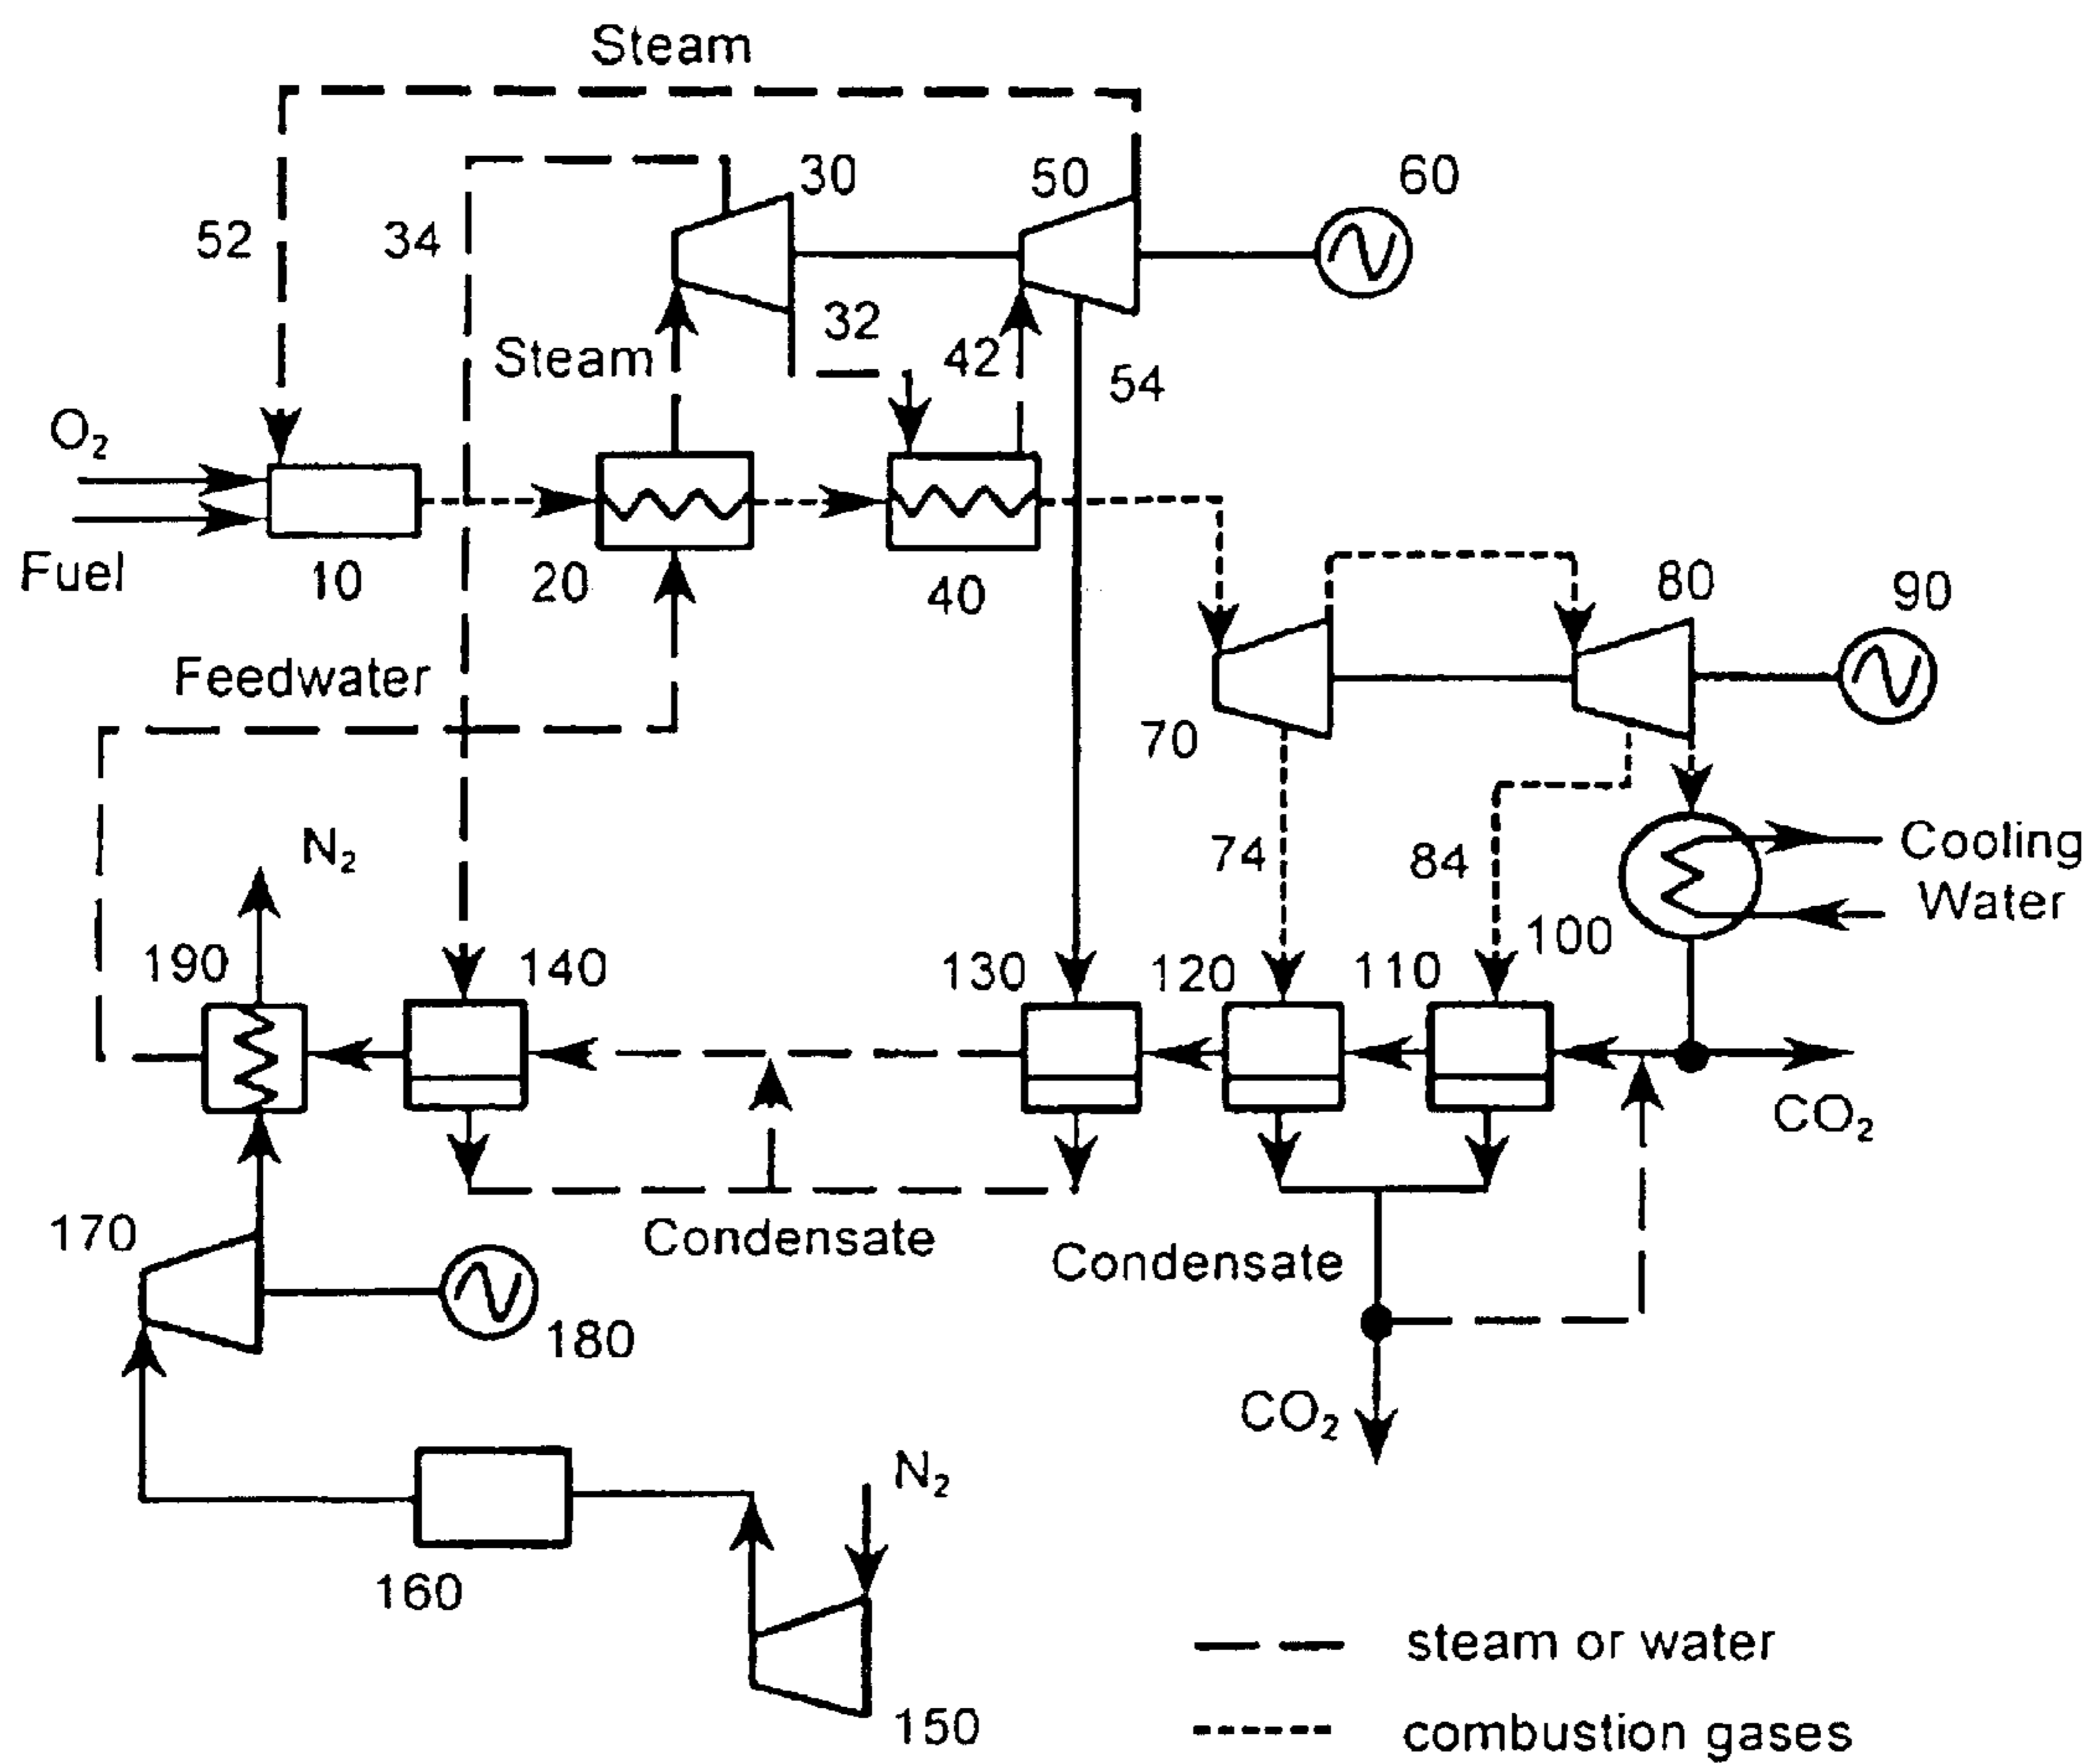 Steam
30
50
60
52
34
32
Steam
42
54
O₂
Fuel
10
20
40
80
90
Feedwater
70
N₂
74
84
Cooling
Water
100
190
140
130
120
110
CO₂
170
Condensate
Condensate
180
CO₂
N₂
160
steam or water
150
combustion gases